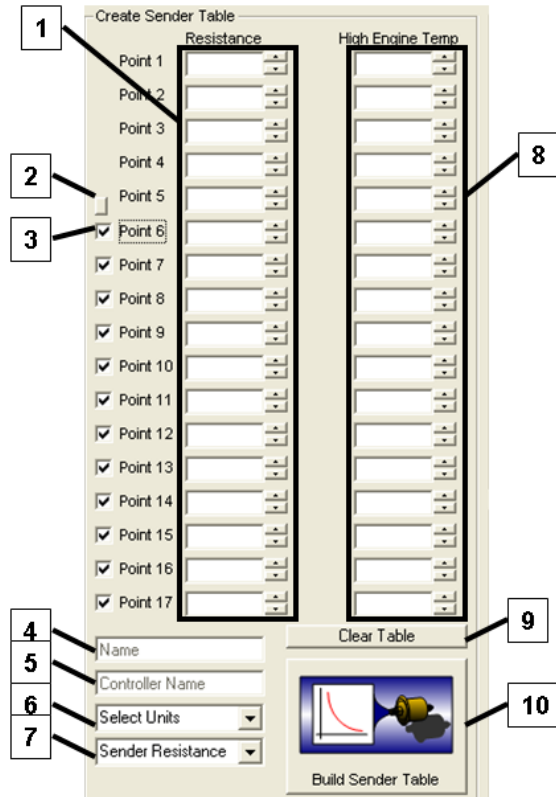 Create Sender Table
1
Resistance
High Engine Temp
Point 1
Point 2
Point 3
Point 4
8
2
Point 5
3
Point 6
Point 7
Point 8
Point 9
Point 10
Point 11
Point 12
Point 13
Point 14
Point 15
Point 16
Point 17
4
Name
Clear Table
9
5
Controller Name
6
Select Units
10
7
Sender Resistance
Build Sender Table